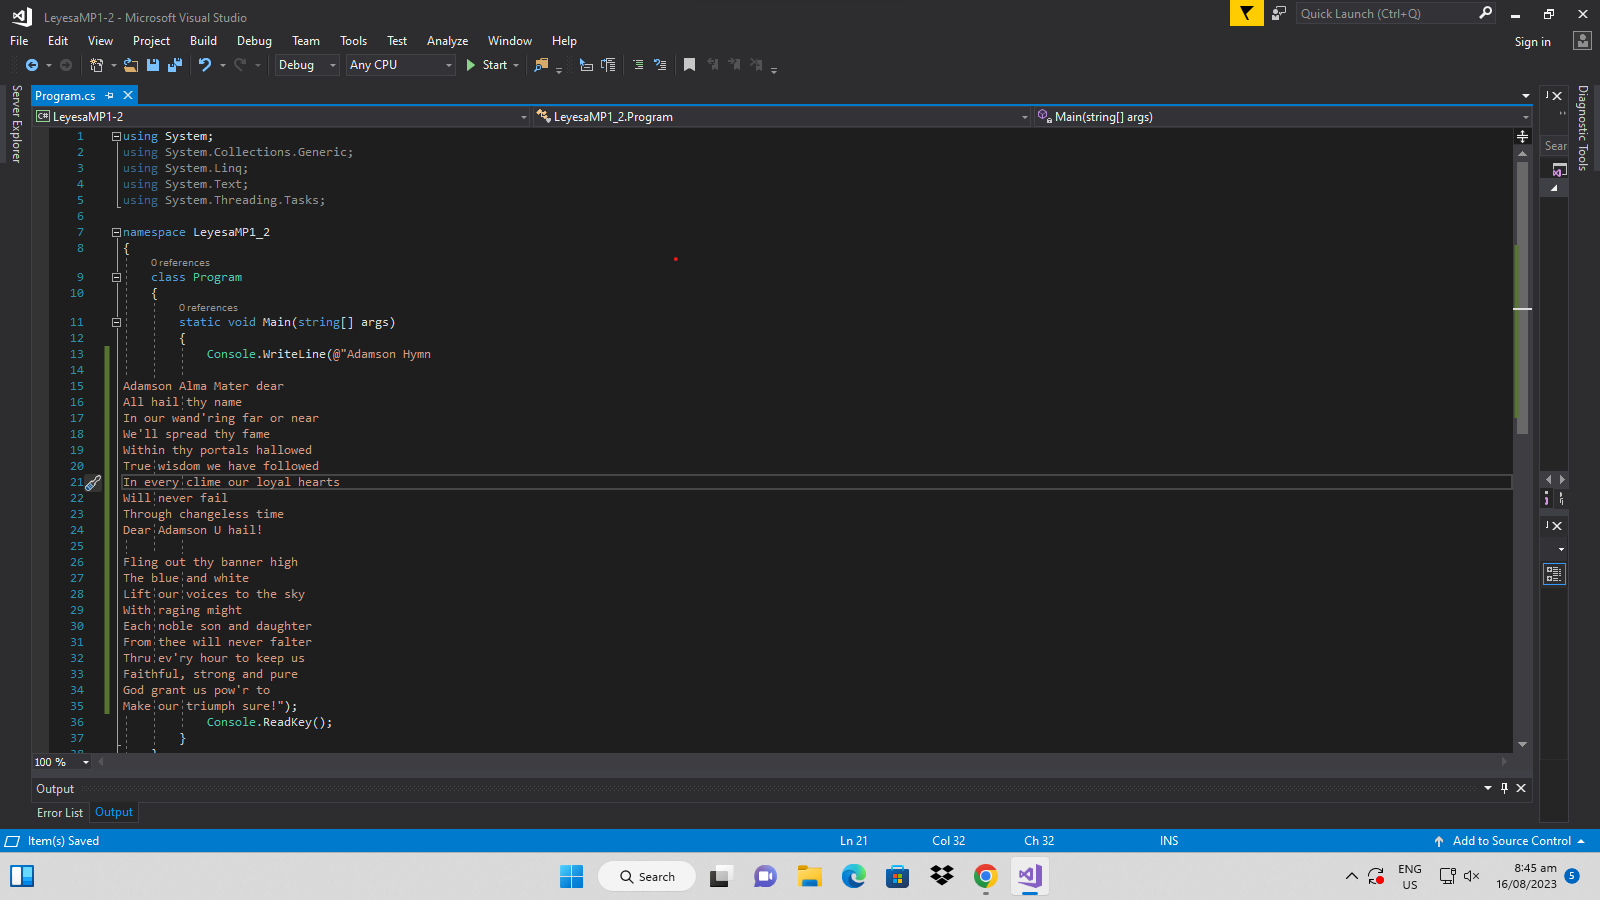 LeyesaMP1-2 - Microsoft Visual Studio
Quick Launch (Ctrl+Q)
File Edit View Project Build Debug Team Tools Test Analyze Window Help
Sign in
Debug Any CPU Start
Server Explorer
Program.cs
Diagnostic Tools
LeyesaMP1-2 LeyesaMP1_2.Program Main(string[] args)
Sear
1 using System;
2 using System.Collections.Generic;
3 using System.Linq;
4 using System.Text;
5 using System.Threading.Tasks;
6
7 namespace LeyesaMP1_2
8 {
0 references
9 class Program
10 {
0 references
11 static void Main(string[] args)
12 {
13 Console.WriteLine(@"Adamson Hymn
14
15 Adamson Alma Mater dear
16 All hail thy name
17 In our wand'ring far or near
18 We'll spread thy fame
19 Within thy portals hallowed
20 True wisdom we have followed
21 In every clime our loyal hearts
22 Will never fail
23 Through changeless time
24 Dear Adamson U hail!
25
26 Fling out thy banner high
27 The blue and white
28 Lift our voices to the sky
29 With raging might
30 Each noble son and daughter
31 From thee will never falter
32 Thru ev'ry hour to keep us
33 Faithful, strong and pure
34 God grant us pow'r to
35 Make our triumph sure!");
36 Console.ReadKey();
37 }
38 }
100 %
Output
Error List Output
Item(s) Saved Ln 21 Col 32 Ch 32 INS Add to Source Control
Search
ENG
US
8:45 am
16/08/2023
5